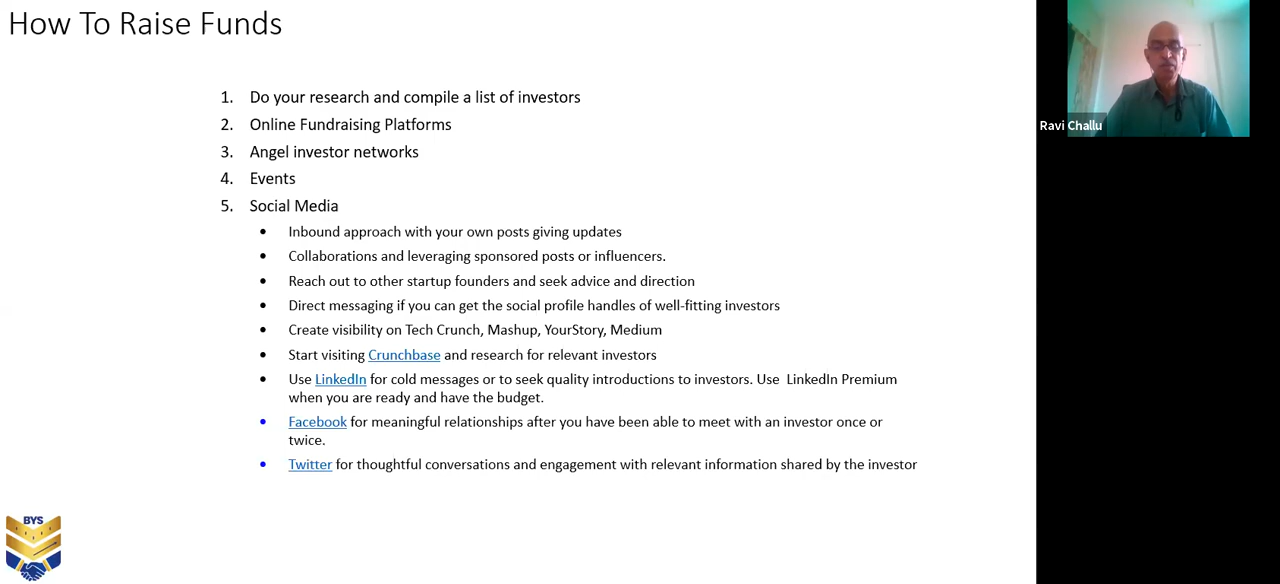 How To Raise Funds
1. Do your research and compile a list of investors
2. Online Fundraising Platforms
3. Angel investor networks
4. Events
5. Social Media
• Inbound approach with your own posts giving updates
• Collaborations and leveraging sponsored posts or influencers.
• Reach out to other startup founders and seek advice and direction
• Direct messaging if you can get the social profile handles of well-fitting investors
• Create visibility on Tech Crunch, Mashup, YourStory, Medium
• Start visiting Crunchbase and research for relevant investors
• Use LinkedIn for cold messages or to seek quality introductions to investors. Use  LinkedIn Premium
when you are ready and have the budget.
• Facebook for meaningful relationships after you have been able to meet with an investor once or
twice.
• Twitter for thoughtful conversations and engagement with relevant information shared by the investor
Ravi Challu
BYS